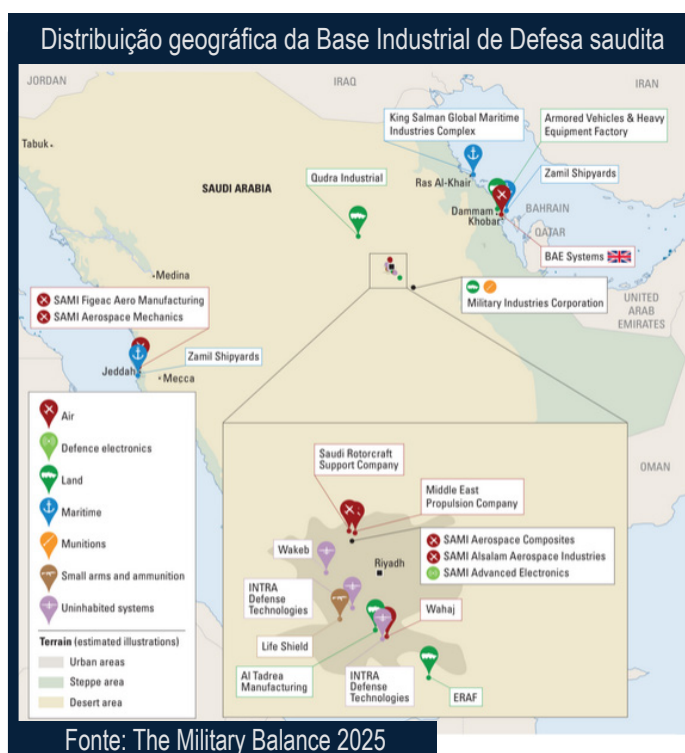 Distribuição geográfica da Base Industrial de Defesa saudita
JORDAN
IRAQ
IRAN
King Salman Global Maritime
Industries Complex
Armored Vehicles & Heavy
Equipment Factory
Tabuk
Qudra Industrial
SAUDI ARABIA
Ras Al-Khair
Zamil Shipyards
Dammam
Khobar
BAHRAIN
QATAR
BAE Systems
Medina
SAMI Figeac Aero Manufacturing
SAMI Aerospace Mechanics
Military Industries Corporation
UNITED
ARAB
EMIRATES
Zamil Shipyards
Jeddah
Mecca
Air
Defence electronics
Land
Maritime
Munitions
Small arms and ammunition
Uninhabited systems
Terrain (estimated illustrations)
Urban areas
Steppe area
Desert area
OMAN
Saudi Rotorcraft
Support Company
Middle East
Propulsion Company
SAMI Aerospace Composites
SAMI Alsalam Aerospace Industries
SAMI Advanced Electronics
Wakeb
Riyadh
INTRA
Defense
Technologies
Wahaj
Life Shield
Al Tadrea
Manufacturing
INTRA
Defense
Technologies
ERAF
Fonte: The Military Balance 2025